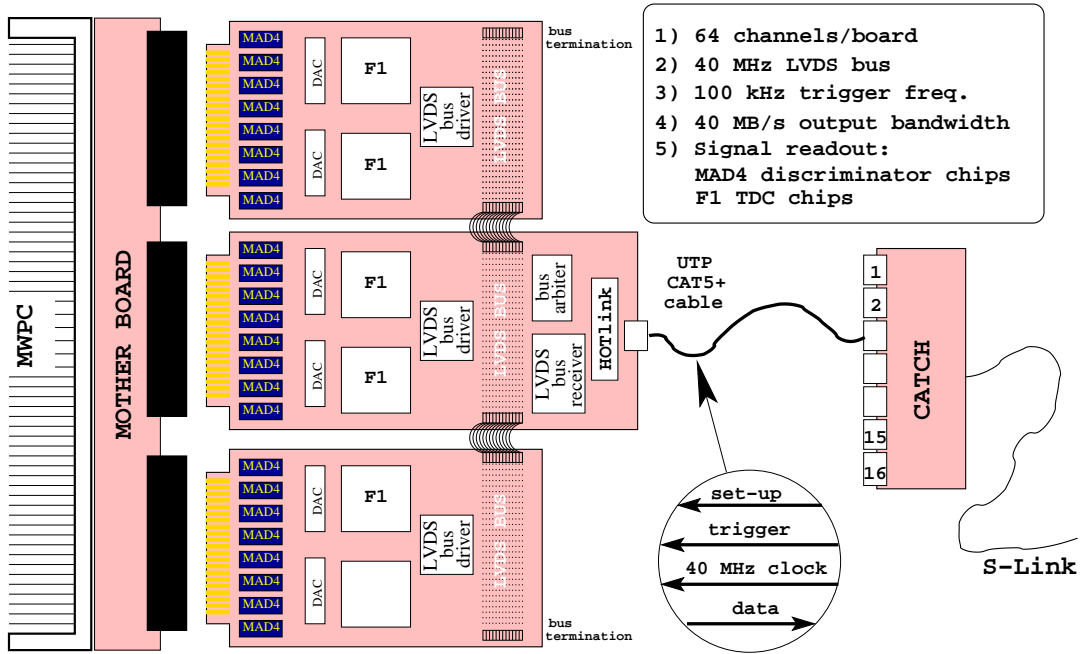 MWPC
MOTHER BOARD
MAD4
MAD4
MAD4
MAD4
MAD4
MAD4
MAD4
MAD4
DAC
DAC
F1
F1
LVDS
bus
driver
LVDS BUS
bus
termination
MAD4
MAD4
MAD4
MAD4
MAD4
MAD4
MAD4
MAD4
DAC
DAC
F1
F1
LVDS
bus
driver
LVDS BUS
bus
arbiter
LVDS
bus
receiver
HOTlink
MAD4
MAD4
MAD4
MAD4
MAD4
MAD4
MAD4
MAD4
DAC
DAC
F1
LVDS
bus
driver
LVDS BUS
bus
termination
1) 64 channels/board
2) 40 MHz LVDS bus
3) 100 kHz trigger freq.
4) 40 MB/s output bandwidth
5) Signal readout:
MAD4 discriminator chips
F1 TDC chips
UTP
CAT5+
cable
1
2
15
16
CATCH
S-Link
set-up
trigger
40 MHz clock
data